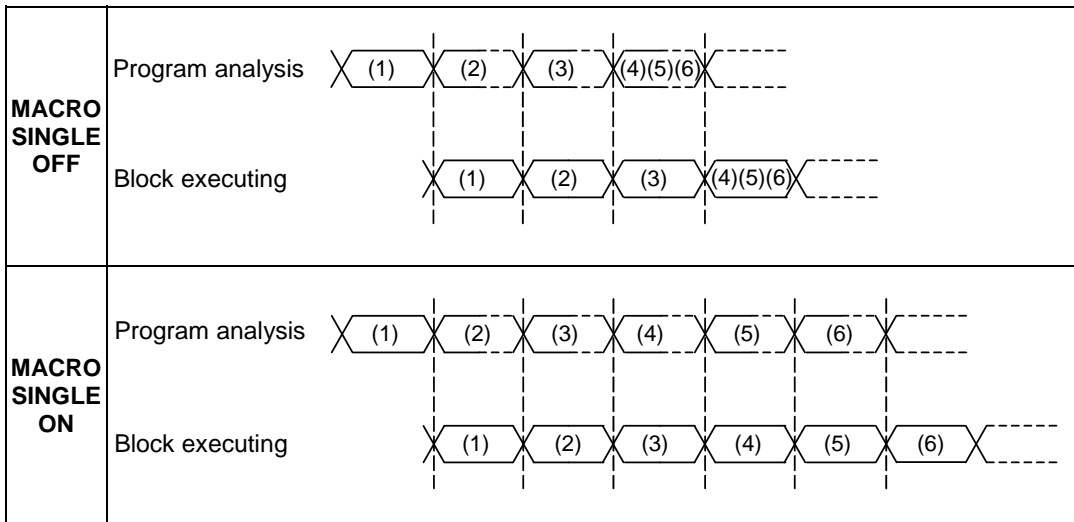 MACRO
SINGLE
OFF
Program analysis (1) (2) (3) (4)(5)(6)
Block executing (1) (2) (3) (4)(5)(6)
MACRO
SINGLE
ON
Program analysis (1) (2) (3) (4) (5) (6)
Block executing (1) (2) (3) (4) (5) (6)